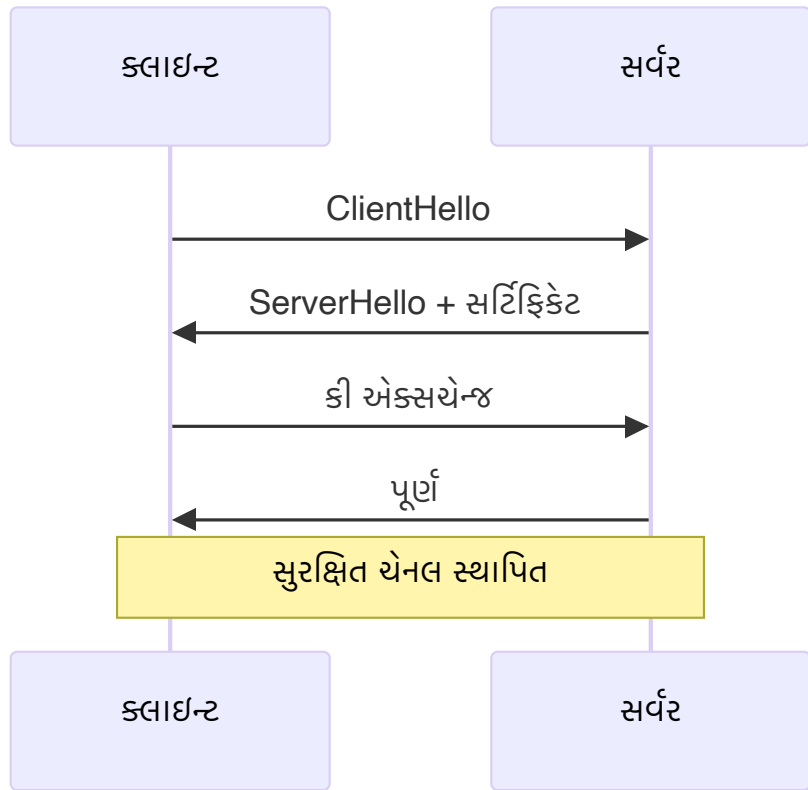 ક્લાઇન્ટ
સર્વર
ClientHello
ServerHello + સર્ટિફિકેટ
કી એક્સચેન્જ
પૂર્ણ
સુરક્ષિત ચેનલ સ્થાપિત
ક્લાઇન્ટ
સર્વર